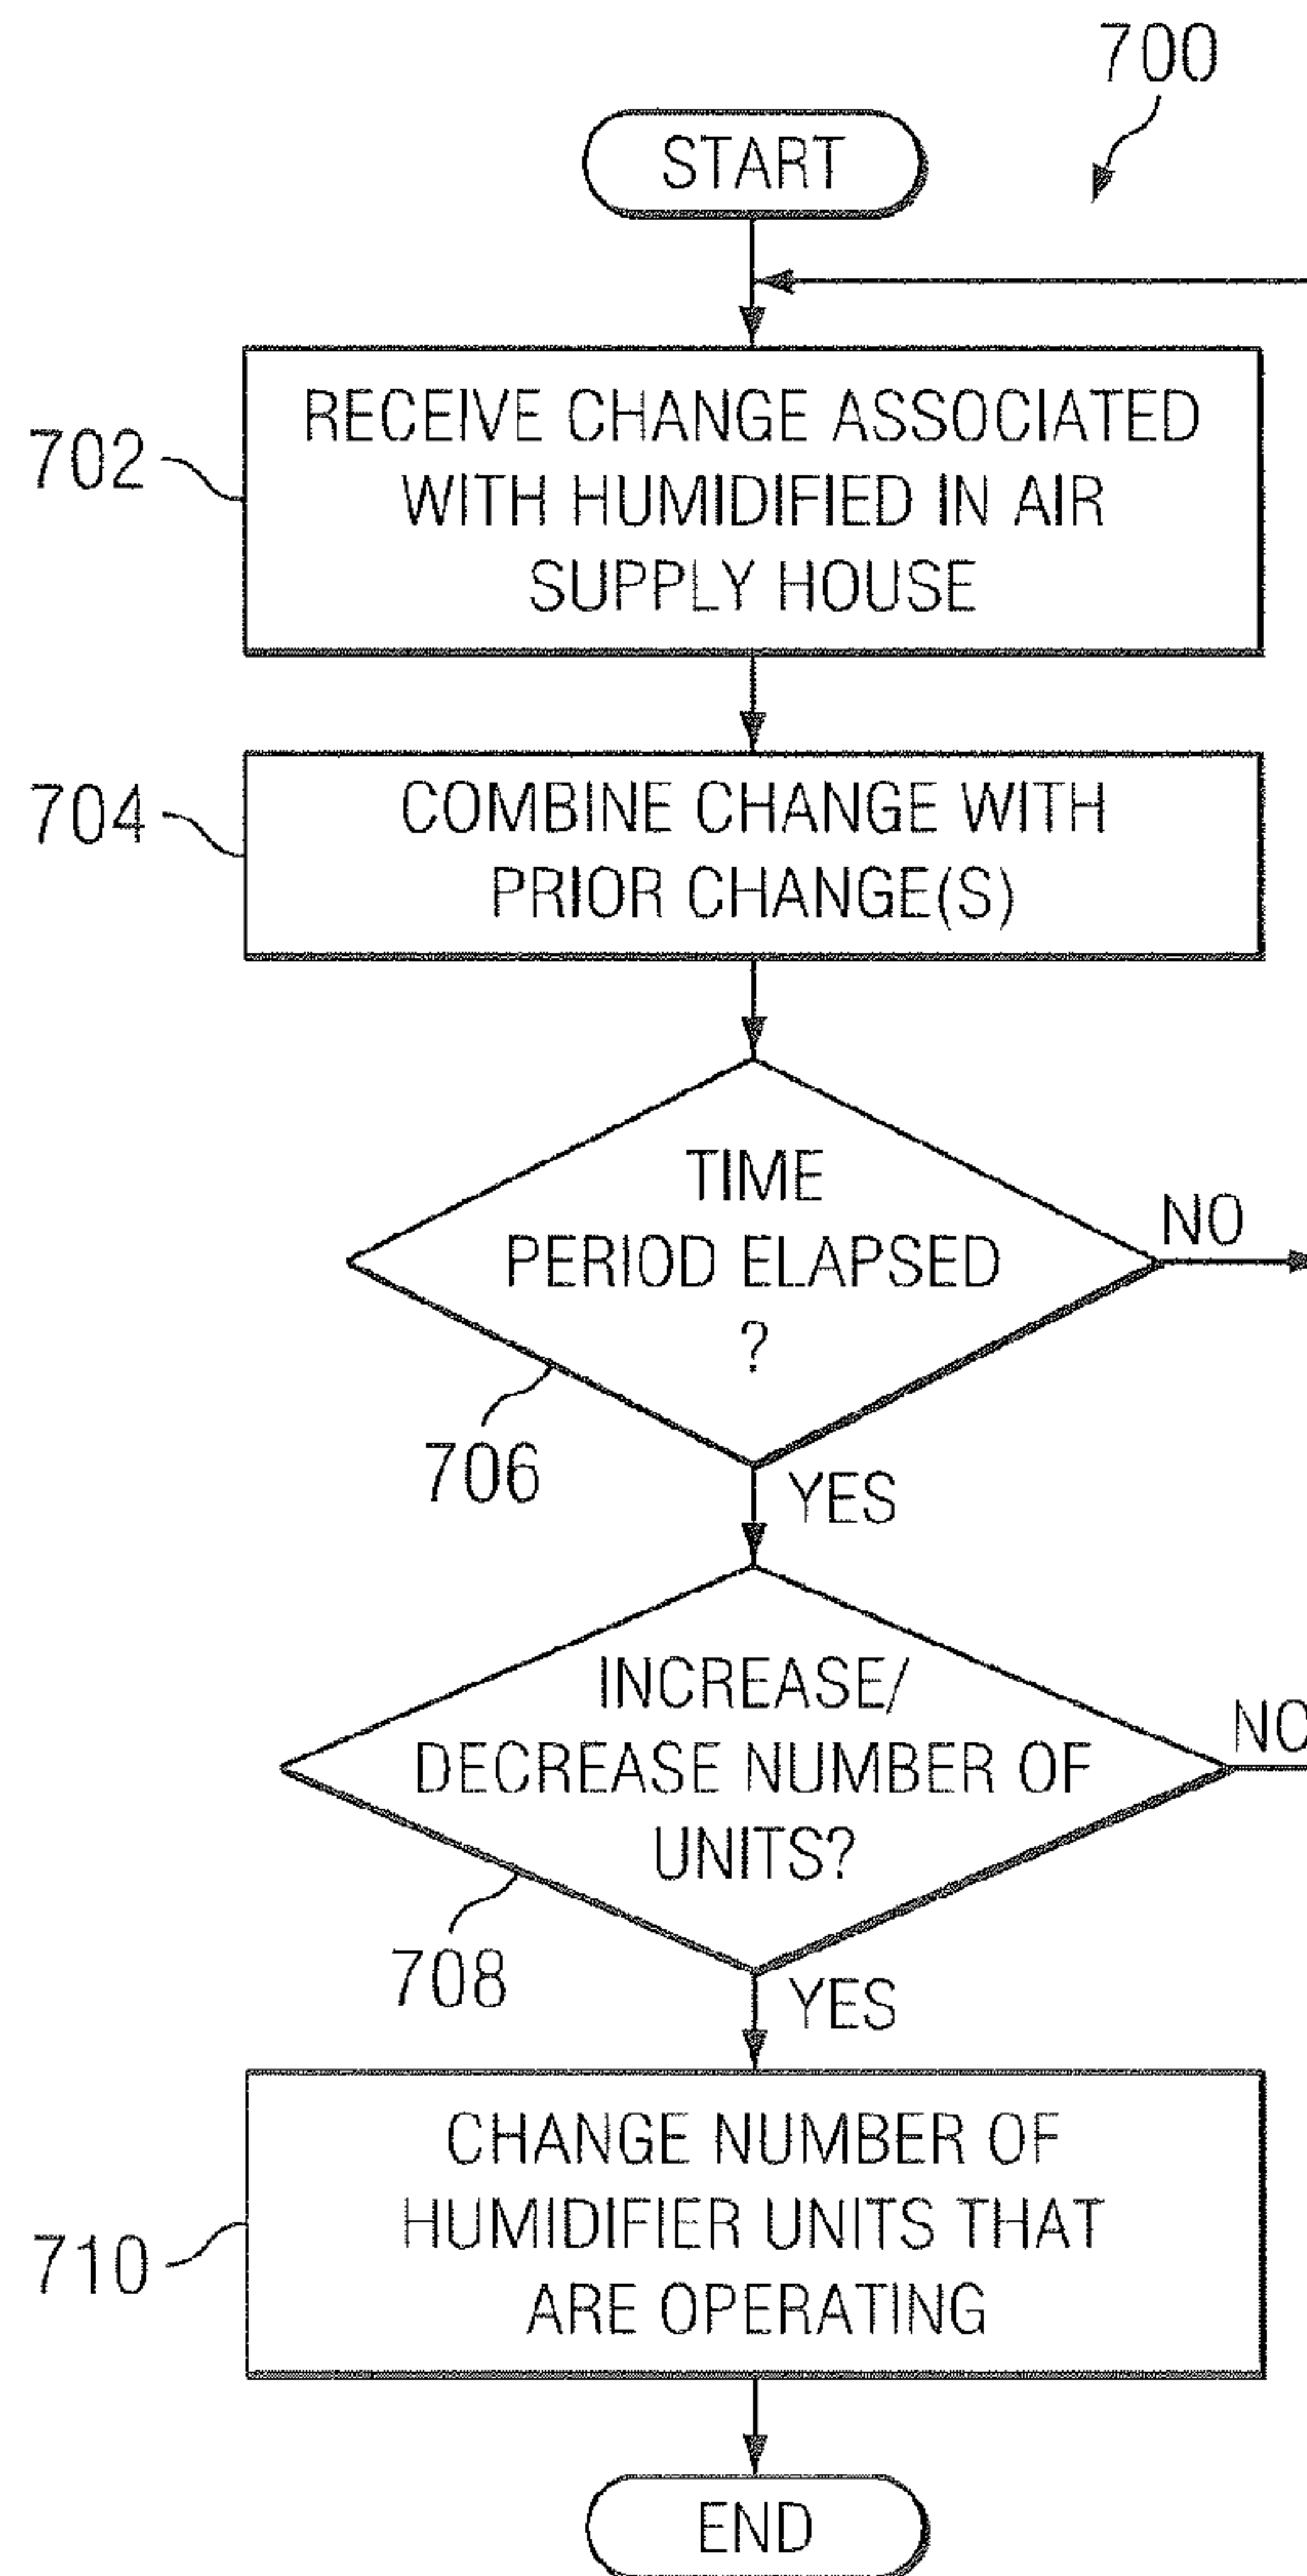 700
START
702
RECEIVE CHANGE ASSOCIATED
WITH HUMIDIFIED IN AIR
SUPPLY HOUSE
704
COMBINE CHANGE WITH
PRIOR CHANGE(S)
TIME
PERIOD ELAPSED
?
NO
706
YES
INCREASE/
DECREASE NUMBER OF
UNITS?
NO
708
YES
710
CHANGE NUMBER OF
HUMIDIFIER UNITS THAT
ARE OPERATING
END